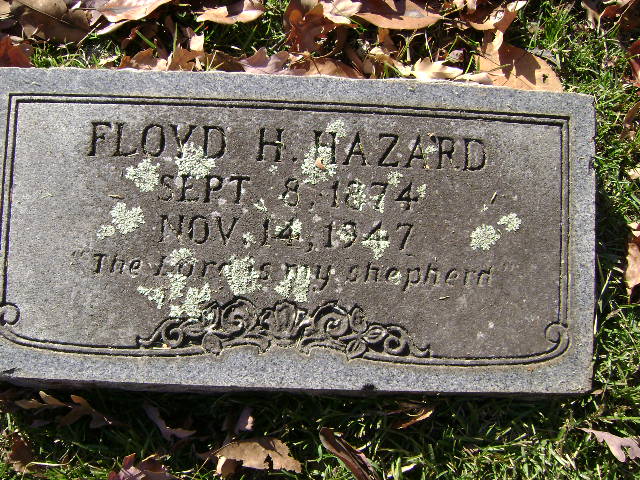 FLOYD H. HAZARD
SEPT 8, 1874
NOV. 14, 1947
"The Lord is my shepherd"